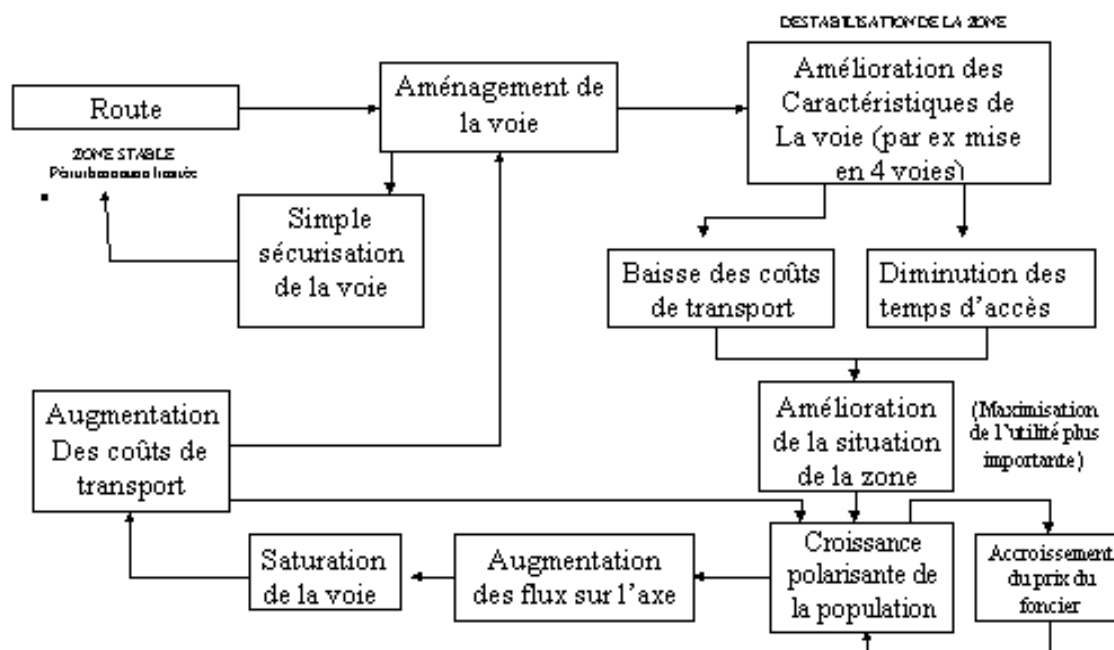 DESTABILISATION DE LA ZONE
Amélioration des
Caractéristiques de
La voie (par ex mise
en 4 voies)
Aménagement de
la voie
Route
ZONE STABLE
Simple
sécurisation
de la voie
Baisse des coûts
de transport
Diminution des
temps d'accès
Augmentation
Des coûts de
transport
Amélioration
de la situation
de la zone
(Maximisation
de l'utilité plus
importante)
Saturation
de la voie
Augmentation
des flux sur l'axe
Croissance
polarisante de
la population
Accroissement
du prix du
foncier